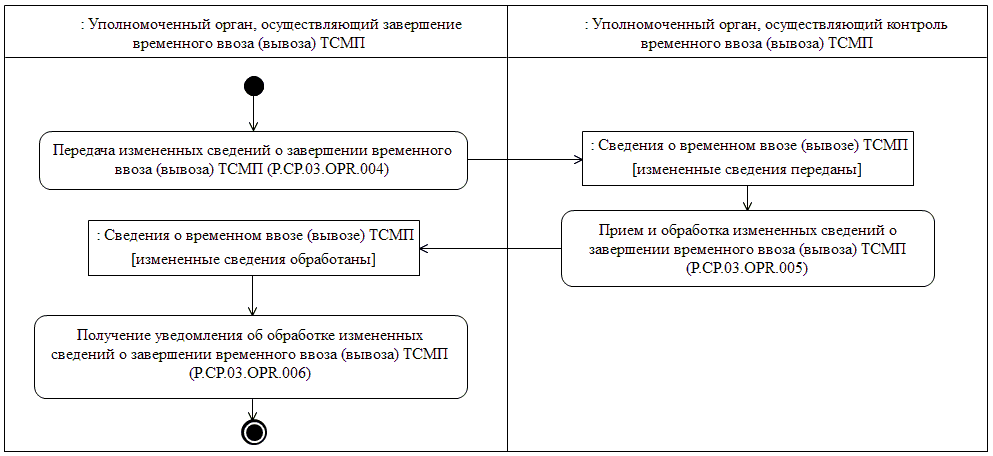 : Уполномоченный орган, осуществляющий завершение
временного ввоза (вывоза) ТСМП
: Уполномоченный орган, осуществляющий контроль
временного ввоза (вывоза) ТСМП
Передача измененных сведений о завершении временного
ввоза (вывоза) ТСМП (P.CP.03.OPR.004)
: Сведения о временном ввозе (вывозе) ТСМП
[измененные сведения переданы]
Прием и обработка измененных сведений о
завершении временного ввоза (вывоза) ТСМП
(P.CP.03.OPR.005)
: Сведения о временном ввозе (вывозе) ТСМП
[измененные сведения обработаны]
Получение уведомления об обработке измененных
сведений о завершении временного ввоза (вывоза) ТСМП
(P.CP.03.OPR.006)